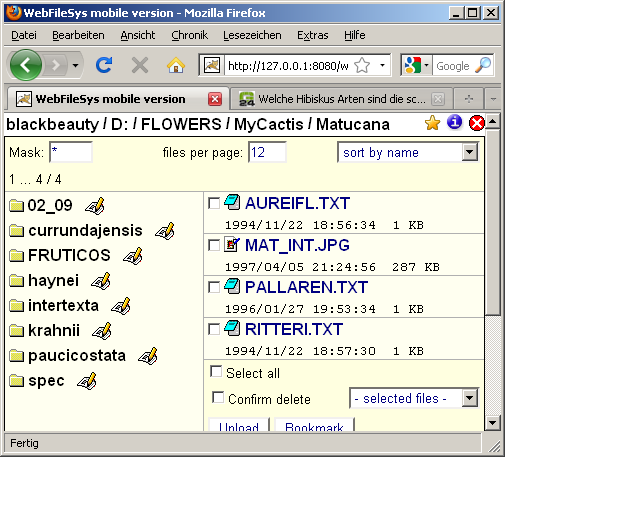 WebFileSys mobile version - Mozilla Firefox
Datei Bearbeiten Ansicht Chronik Lesezeichen Extras Hilfe
http://127.0.0.1:8080/w Google
WebFileSys mobile version 24 Welche Hibiskus Arten sind die sc...
blackbeauty / D: / FLOWERS / MyCactis / Matucana
Mask: * files per page: 12 sort by name
1 ... 4 / 4
02_09
currundajensis
FRUTICOS
haynei
intertexta
krahnii
paucicostata
spec
AUREIFL.TXT
1994/11/22 18:56:34 1 KB
MAT_INT.JPG
1997/04/05 21:24:56 287 KB
PALLAREN.TXT
1996/01/27 19:53:34 1 KB
RITTERI.TXT
1994/11/22 18:57:30 1 KB
Select all
Confirm delete - selected files -
Upload Bookmark
Fertig